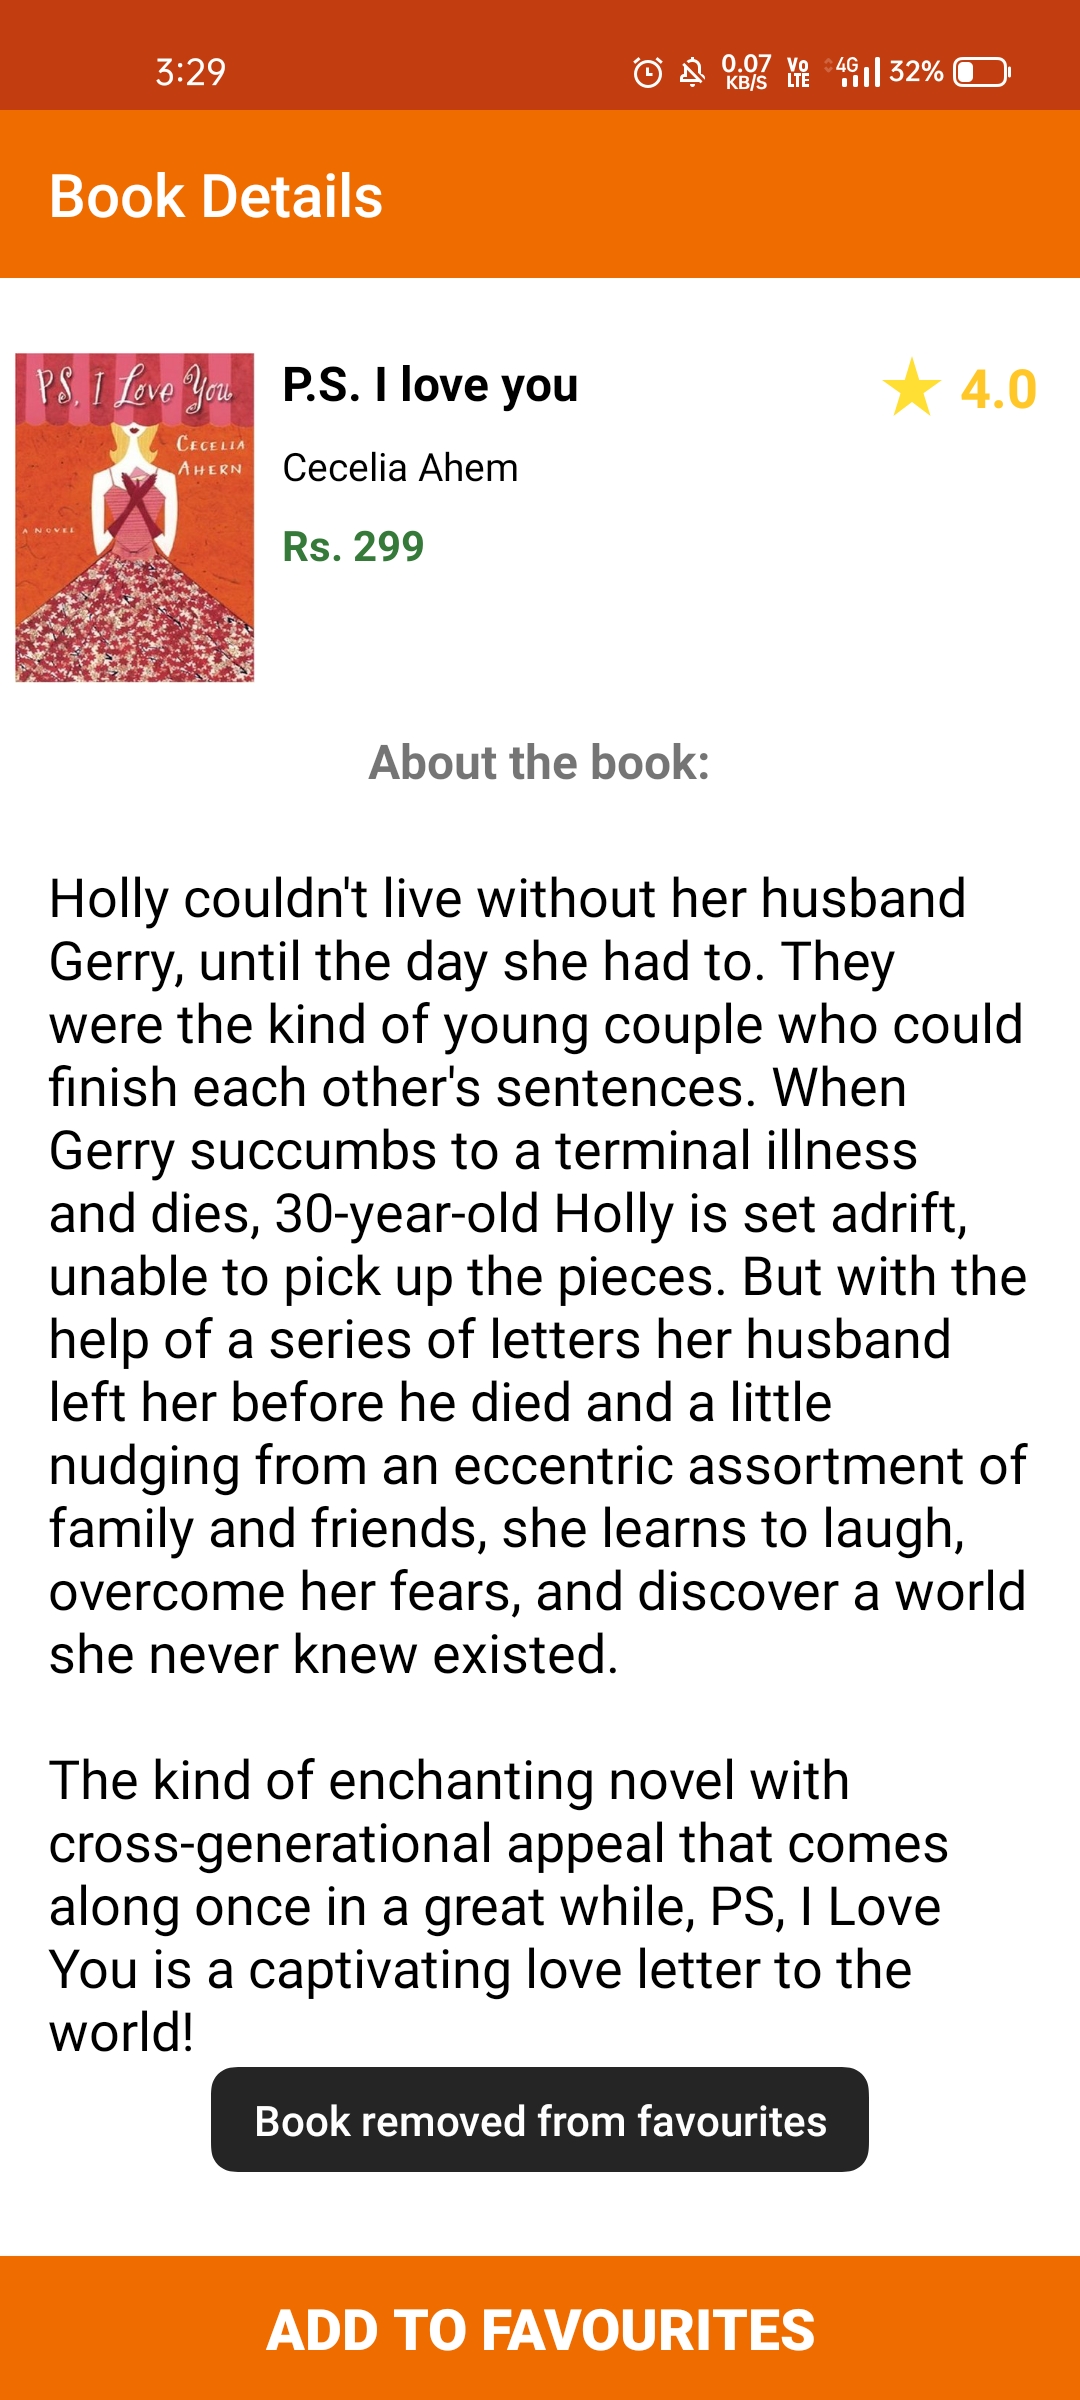 3:29
0.07
KB/S
Vo
LTE
4G
32%
Book Details
PS, I Love You
CECELIA
AHERN
A NOVEL
P.S. I love you
4.0
Cecelia Ahem
Rs. 299
About the book:
Holly couldn't live without her husband
Gerry, until the day she had to. They
were the kind of young couple who could
finish each other's sentences. When
Gerry succumbs to a terminal illness
and dies, 30-year-old Holly is set adrift,
unable to pick up the pieces. But with the
help of a series of letters her husband
left her before he died and a little
nudging from an eccentric assortment of
family and friends, she learns to laugh,
overcome her fears, and discover a world
she never knew existed.
The kind of enchanting novel with
cross-generational appeal that comes
along once in a great while, PS, I Love
You is a captivating love letter to the
world!
Book removed from favourites
ADD TO FAVOURITES